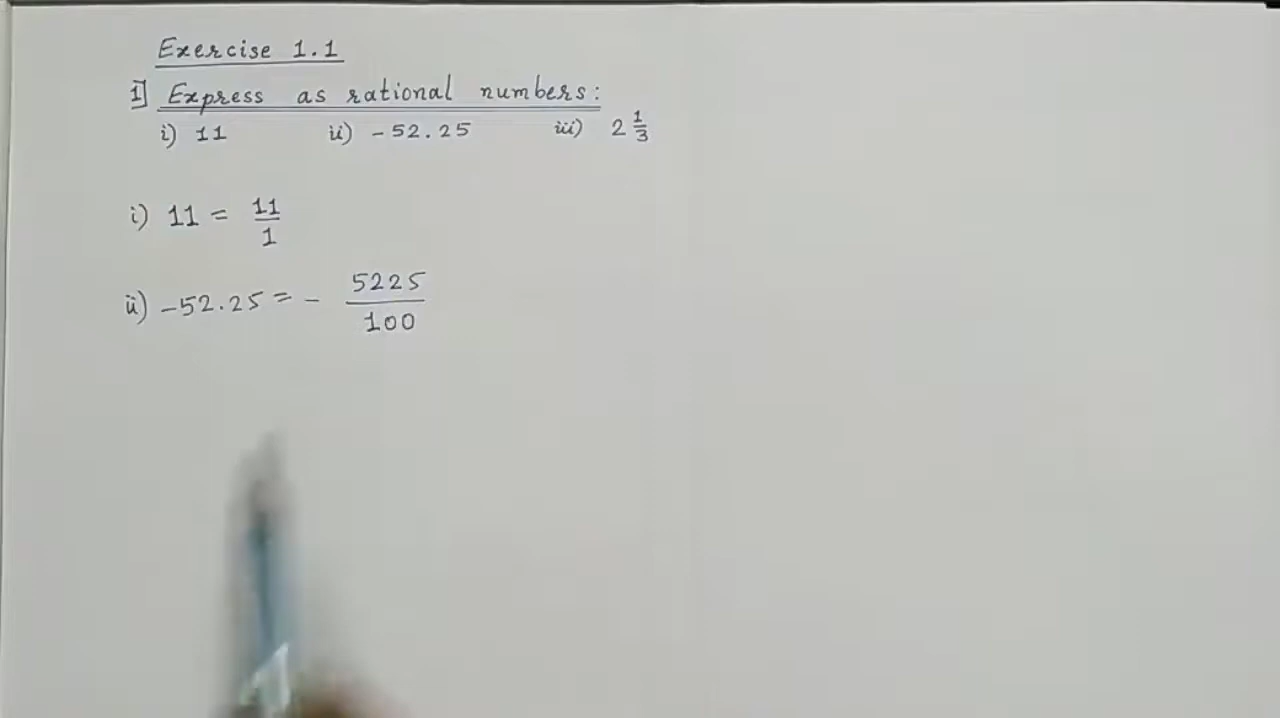 Exercise 1.1
1] Express as rational numbers:
i) 11 ii) -52.25 iii) 2 1/3
i) 11 = 11/1
ii) -52.25 = - 5225/100